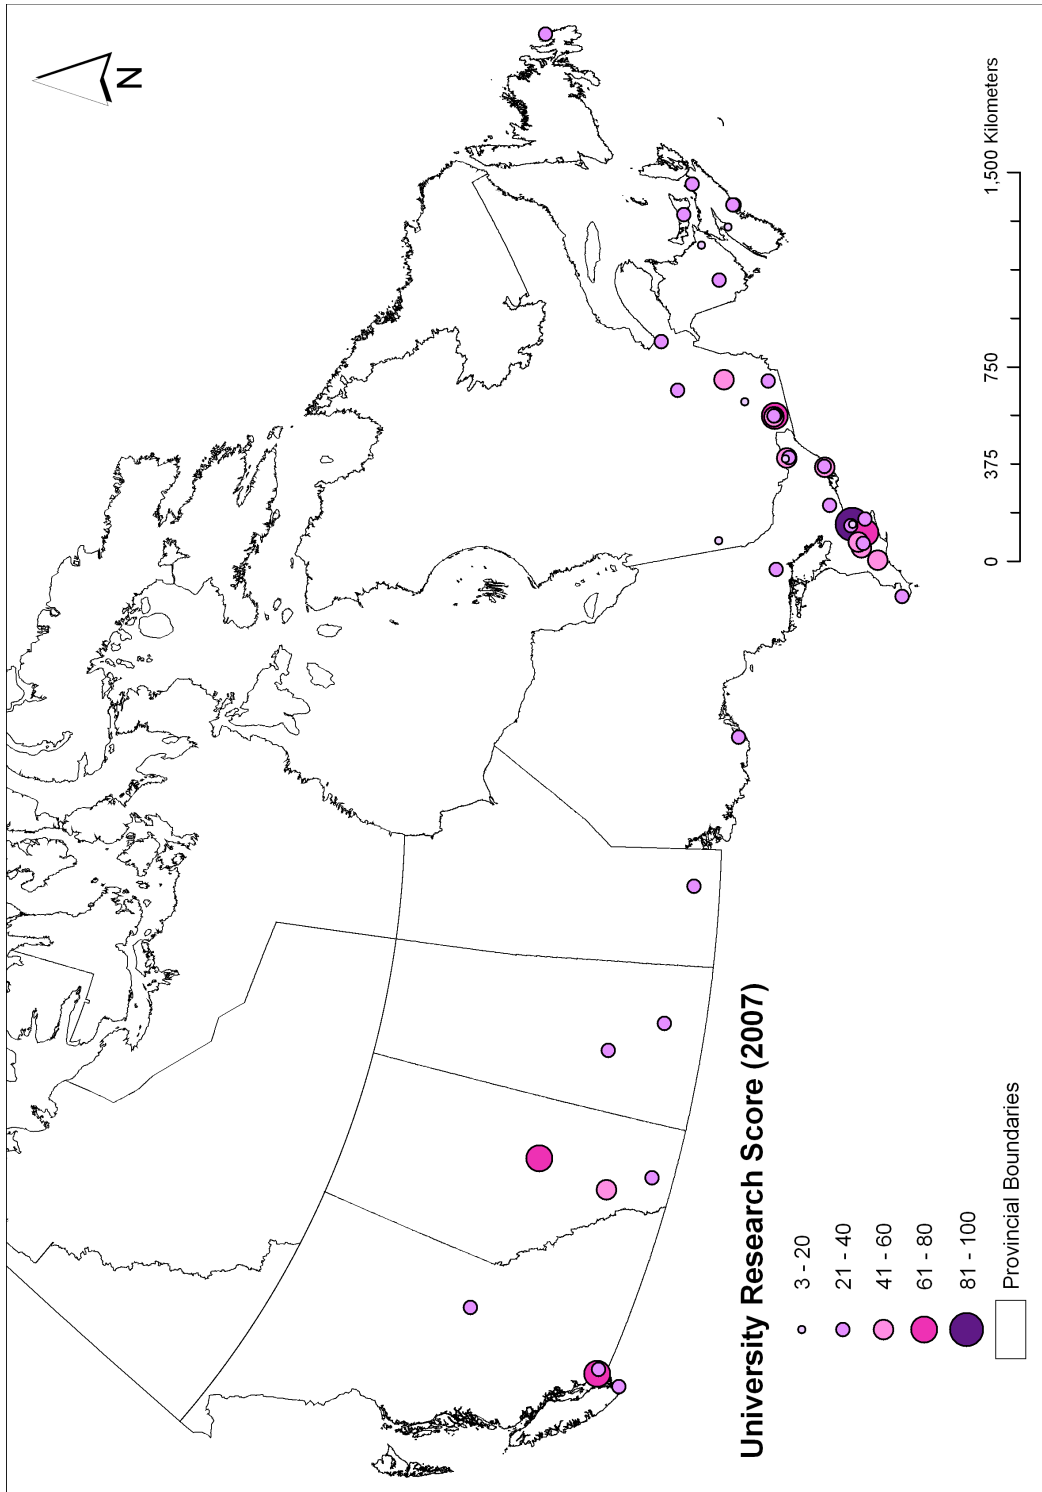 N
University Research Score (2007)
3 - 20
21 - 40
41 - 60
61 - 80
81 - 100
Provincial Boundaries
0 375 750 1,500 Kilometers